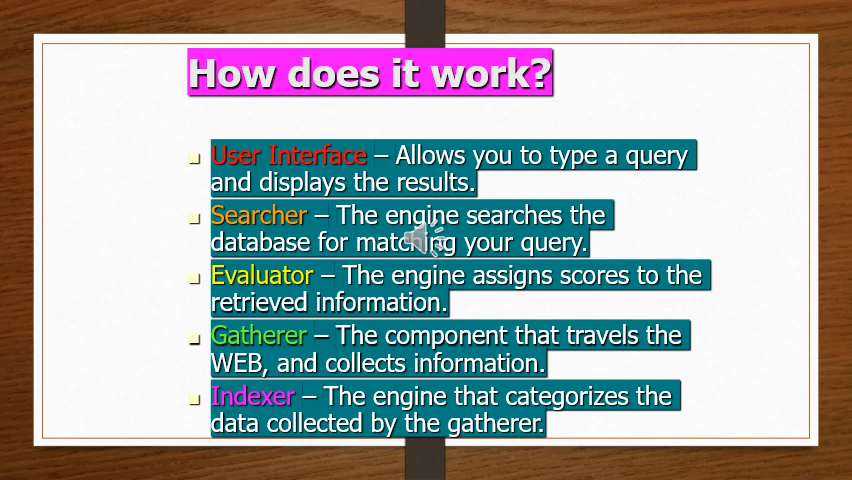 How does it work?
User Interface – Allows you to type a query
and displays the results.
Searcher – The engine searches the
database for matching your query.
Evaluator – The engine assigns scores to the
retrieved information.
Gatherer – The component that travels the
WEB, and collects information.
Indexer – The engine that categorizes the
data collected by the gatherer.